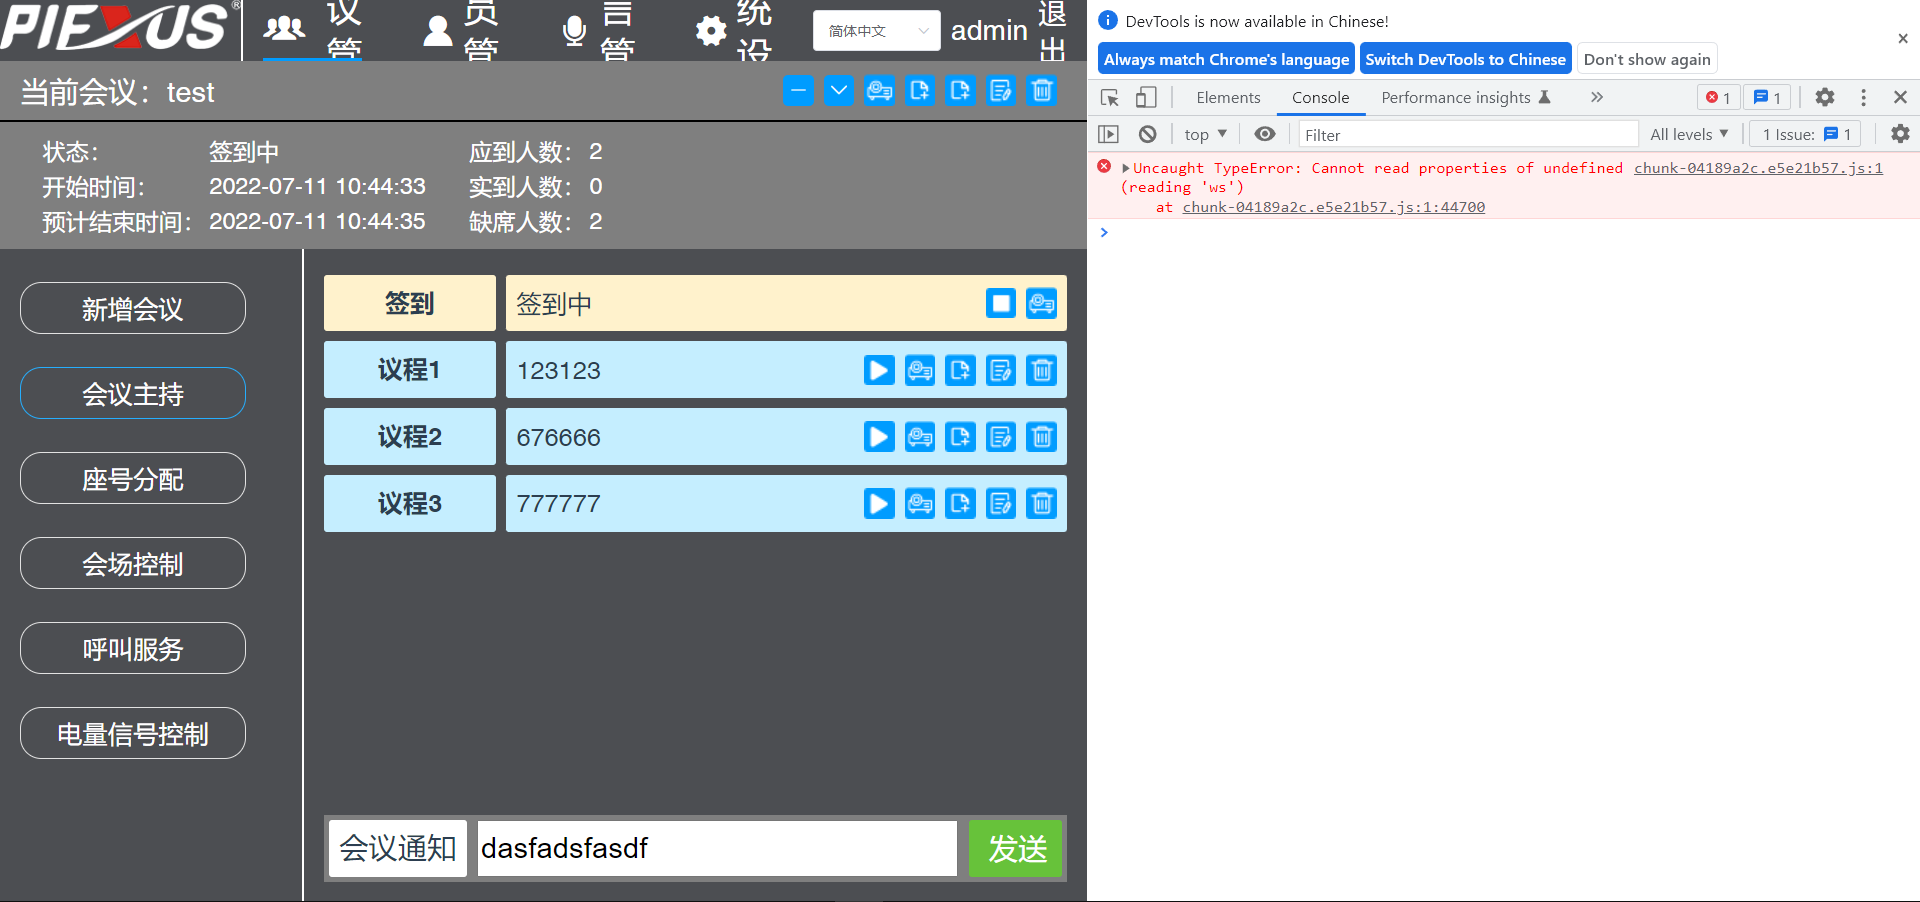 PIEXUS®
议
管
员
管
言
管
统
设
简体中文
admin
退
出
当前会议：test
状态： 签到中 应到人数： 2
开始时间： 2022-07-11 10:44:33 实到人数： 0
预计结束时间： 2022-07-11 10:44:35 缺席人数： 2
新增会议
会议主持
座号分配
会场控制
呼叫服务
电量信号控制
签到 签到中
议程1 123123
议程2 676666
议程3 777777
会议通知 dasfadsfasdf 发送
DevTools is now available in Chinese!
Always match Chrome's language Switch DevTools to Chinese Don't show again
Elements Console Performance insights 1 1
top Filter All levels 1 Issue: 1
Uncaught TypeError: Cannot read properties of undefined chunk-04189a2c.e5e21b57.js:1
(reading 'ws')
at chunk-04189a2c.e5e21b57.js:1:44700